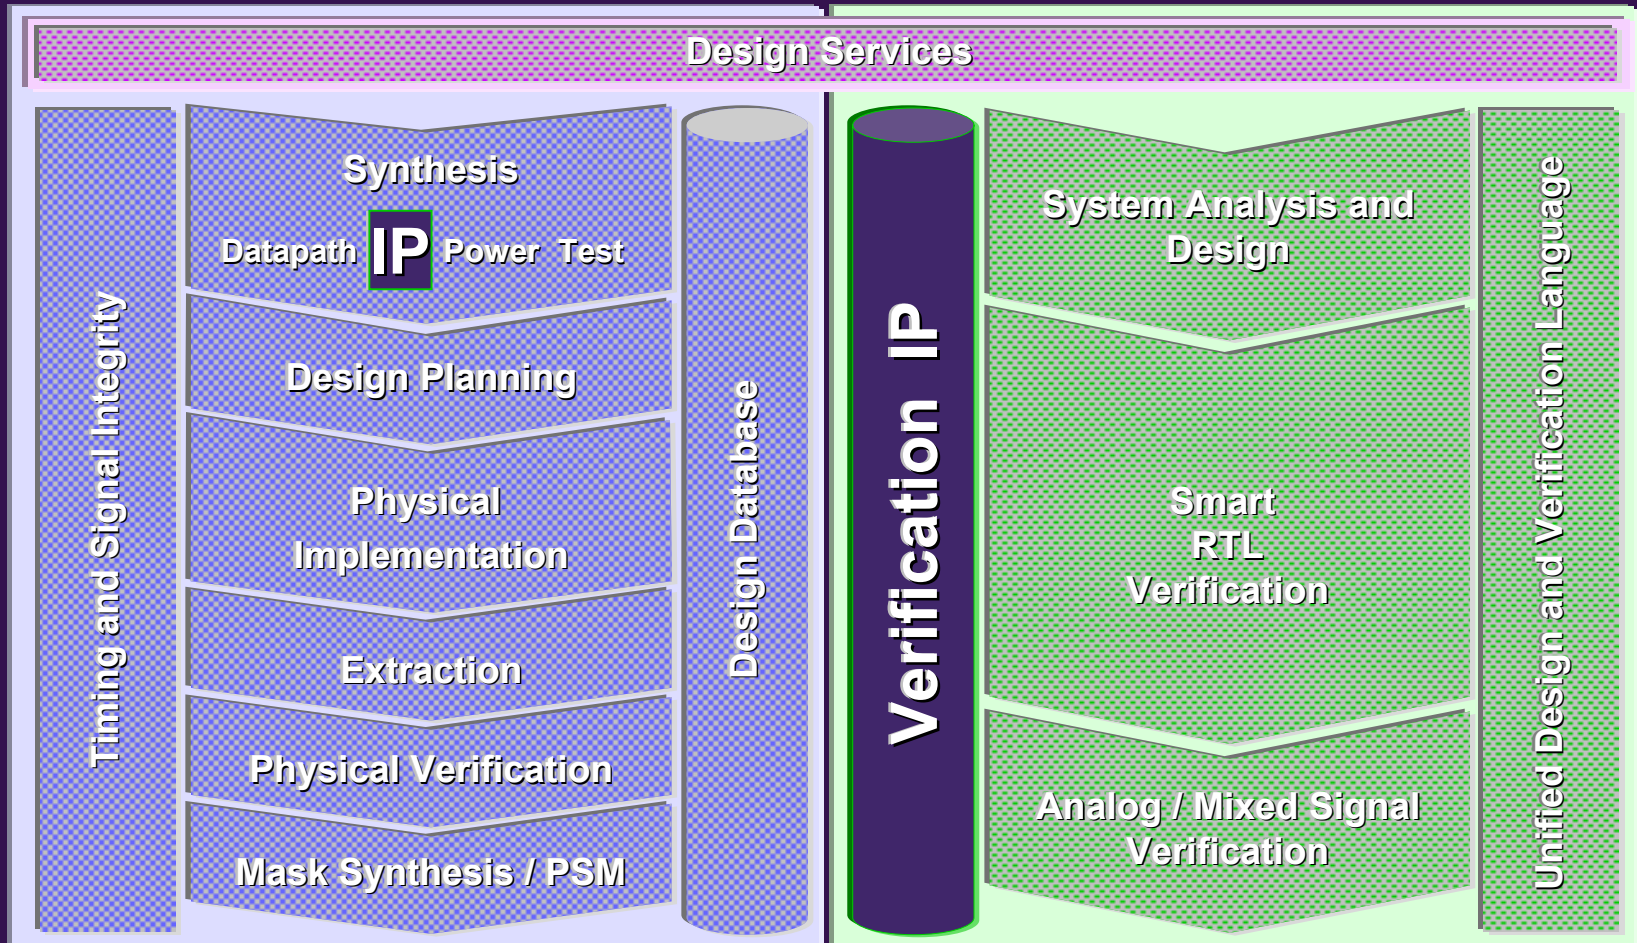 Design Services
Timing and Signal Integrity
Synthesis
Datapath IP Power Test
Design Planning
Physical
Implementation
Extraction
Physical Verification
Mask Synthesis / PSM
Design Database
Verification IP
System Analysis and
Design
Smart
RTL
Verification
Analog / Mixed Signal
Verification
Unified Design and Verification Language